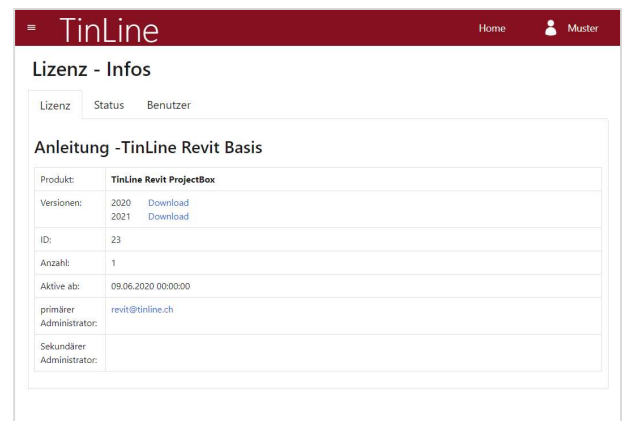 ≡ TinLine Home Muster
Lizenz - Infos
Lizenz Status Benutzer
Anleitung -TinLine Revit Basis
Produkt: TinLine Revit ProjectBox
Versionen: 2020 Download
2021 Download
ID: 23
Anzahl: 1
Aktive ab: 09.06.2020 00:00:00
primärer revit@tinline.ch
Administrator:
Sekundärer
Administrator: